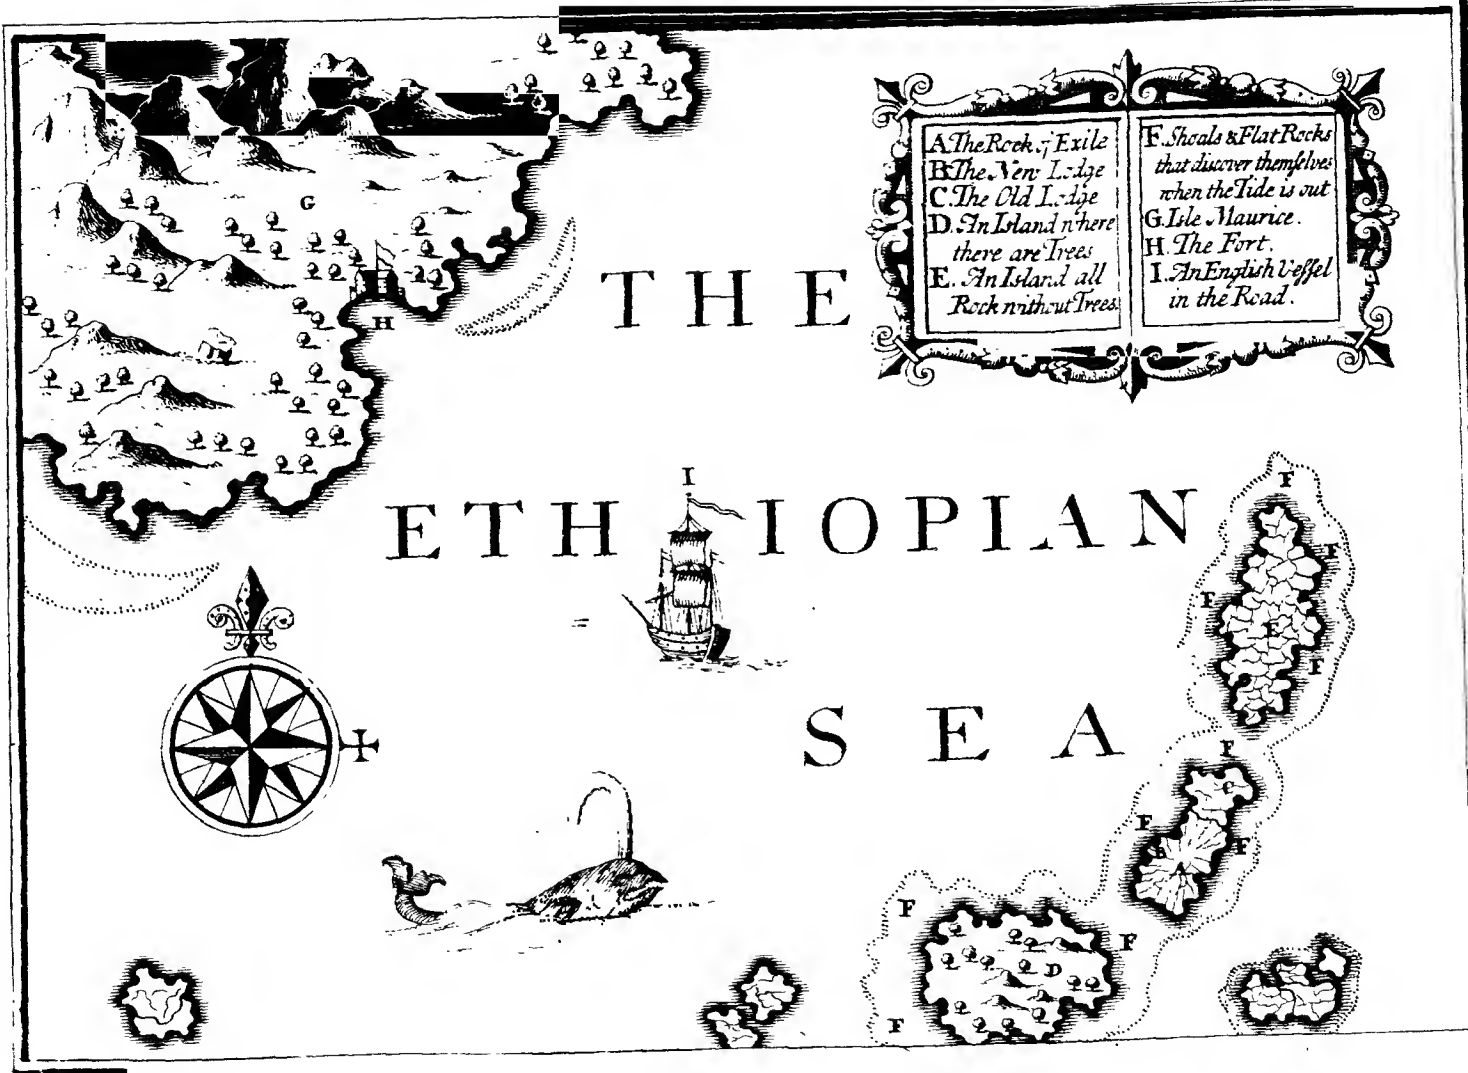 A. The Rock of Exile
B. The New Lodge
C. The Old Lodge
D. An Island where
there are Trees
E. An Island all
Rock without Trees
F. Shoals & Flat Rocks
that discover themſelves
when the Tide is out
G. Isle Maurice.
H. The Fort.
I. An English Veſſel
in the Road.
G
H
THE
I
ETHIOPIAN
SEA
F
F
F
E
F
F
C
F
B
F
A
F
F
D
F